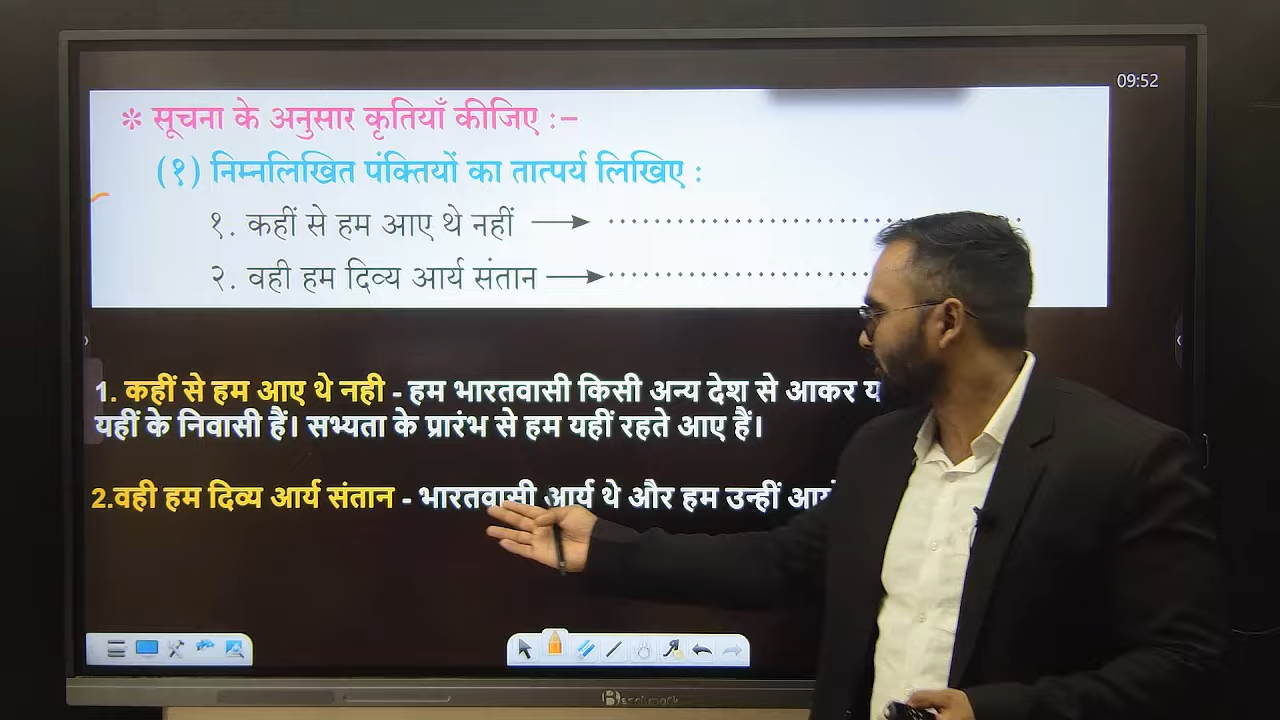 09:52
* सूचना के अनुसार कृतियाँ कीजिए :–
(१) निम्नलिखित पंक्तियों का तात्पर्य लिखिए :
१. कहीं से हम आए थे नहीं
२. वही हम दिव्य आर्य संतान
1. कहीं से हम आए थे नही - हम भारतवासी किसी अन्य देश से आकर
यहीं के निवासी हैं। सभ्यता के प्रारंभ से हम यहीं रहते आए हैं।
2.वही हम दिव्य आर्य संतान - भारतवासी आर्य थे और हम उन्हीं
Benchmark